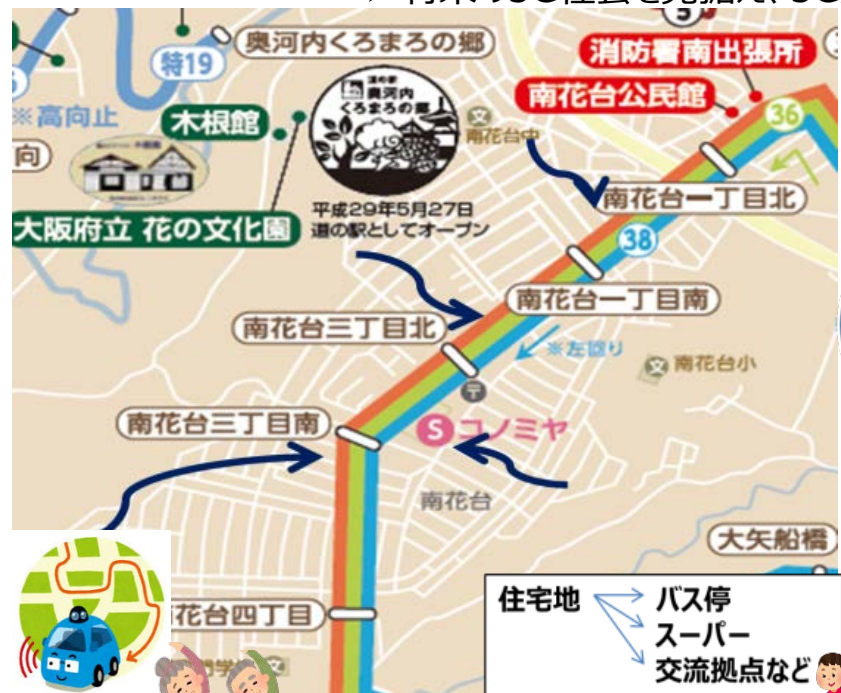 5
特19
奥河内くろまろの郷
消防署南出張所
※高向止
木根館
道の駅
奥河内
くろまろの郷
文
南花台中
南花台公民館
36
向
平成29年5月27日
道の駅としてオープン
大阪府立 花の文化園
南花台一丁目北
38
南花台一丁目南
南花台三丁目北
※左回り
文 南花台小
〒
南花台三丁目南
S コノミヤ
南花台
大矢船橋
花台四丁目
文
住宅地
バス停
スーパー
交流拠点など